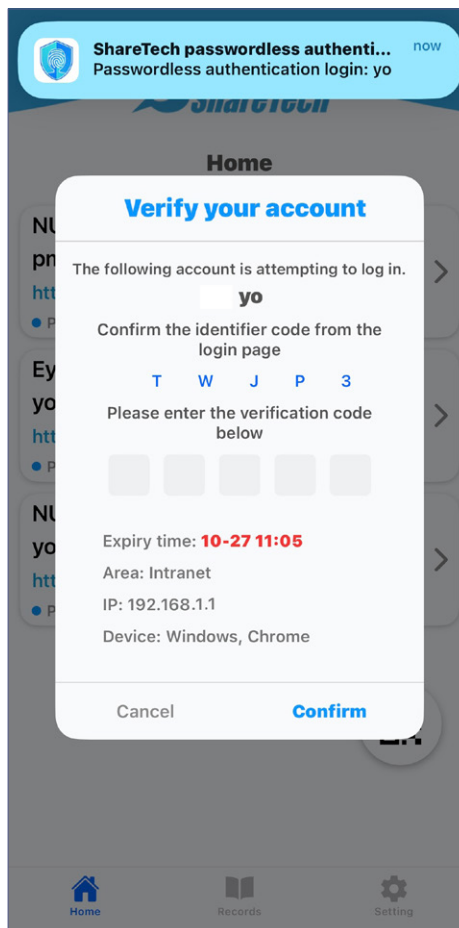 ShareTech passwordless authenti...
now
Passwordless authentication login: yo
ShareTech
Home
Verify your account
The following account is attempting to log in.
yo
Confirm the identifier code from the
login page
T W J P 3
Please enter the verification code
below
Expiry time: 10-27 11:05
Area: Intranet
IP: 192.168.1.1
Device: Windows, Chrome
Cancel
Confirm
Home
Records
Setting